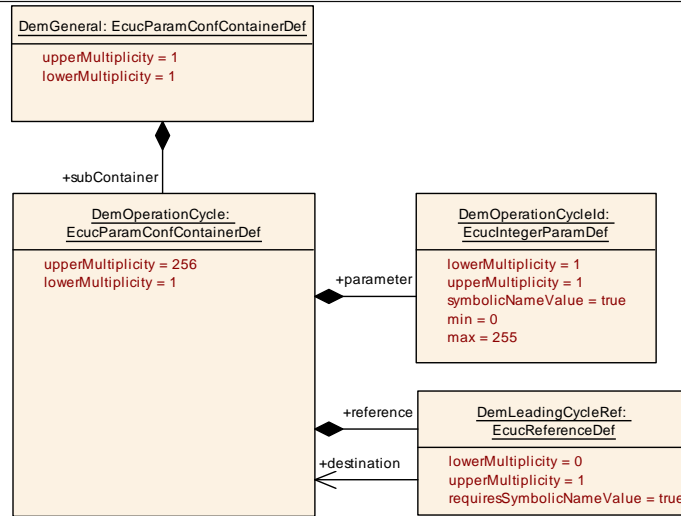 DemGeneral: EcucParamConfContainerDef
upperMultiplicity = 1
lowerMultiplicity = 1
+subContainer
DemOperationCycle:
EcucParamConfContainerDef
upperMultiplicity = 256
lowerMultiplicity = 1
+parameter
DemOperationCycleId:
EcucIntegerParamDef
lowerMultiplicity = 1
upperMultiplicity = 1
symbolicNameValue = true
min = 0
max = 255
+reference
+destination
DemLeadingCycleRef:
EcucReferenceDef
lowerMultiplicity = 0
upperMultiplicity = 1
requiresSymbolicNameValue = true